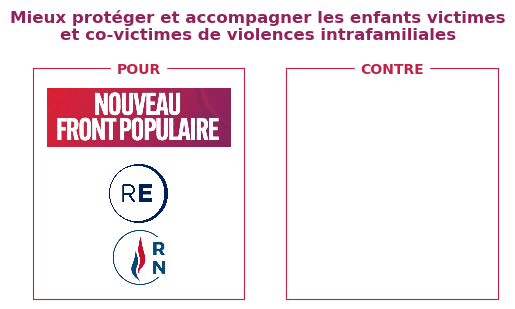 Mieux protéger et accompagner les enfants victimes
et co-victimes de violences intrafamiliales
POUR
NOUVEAU
FRONT POPULAIRE
RE
R
N
CONTRE